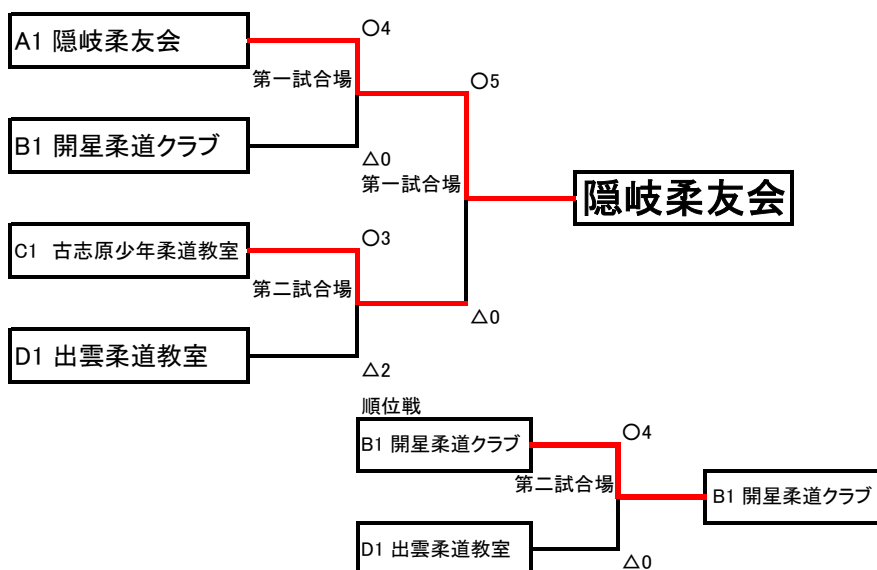 A1 隠岐柔友会
○4
第一試合場
○5
B1 開星柔道クラブ
△0
第一試合場
隠岐柔友会
C1 古志原少年柔道教室
○3
第二試合場
△0
D1 出雲柔道教室
△2
順位戦
B1 開星柔道クラブ
○4
第二試合場
B1 開星柔道クラブ
D1 出雲柔道教室
△0